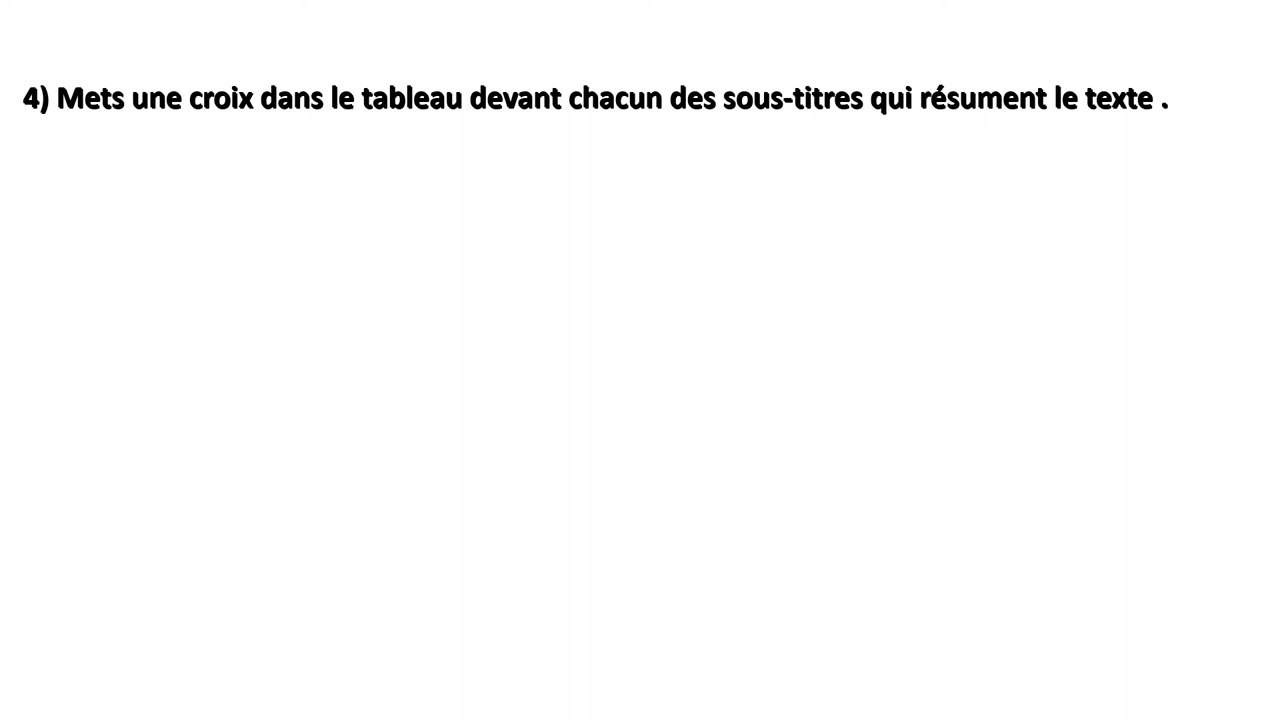 4) Mets une croix dans le tableau devant chacun des sous-titres qui résument le texte .